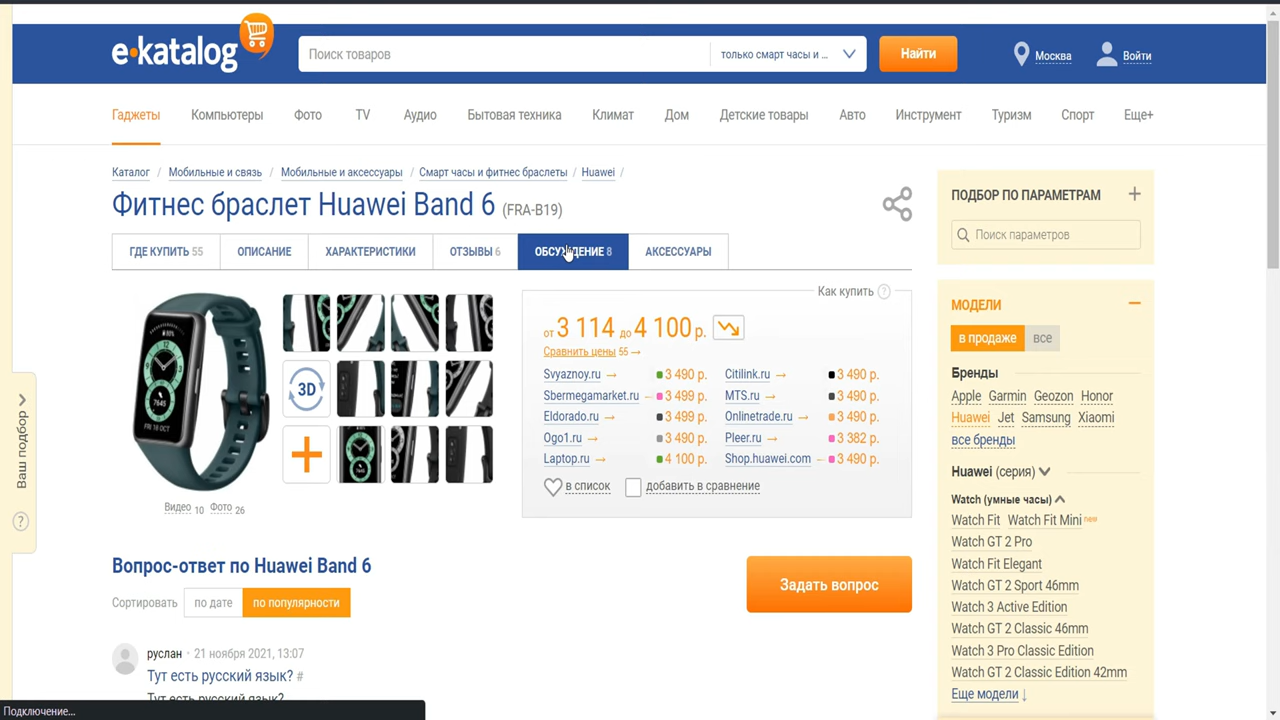 e•katalog
Поиск товаров
только смарт часы и ...
Найти
Москва
Войти
Гаджеты Компьютеры Фото TV Аудио Бытовая техника Климат Дом Детские товары Авто Инструмент Туризм Спорт Еще+
Каталог / Мобильные и связь / Мобильные и аксессуары / Смарт часы и фитнес браслеты / Huawei /
Фитнес браслет Huawei Band 6 (FRA-B19)
ГДЕ КУПИТЬ 55 ОПИСАНИЕ ХАРАКТЕРИСТИКИ ОТЗЫВЫ 6 ОБСУЖДЕНИЕ 8 АКСЕССУАРЫ
3D
Видео 10 Фото 26
Как купить ?
от 3 114 до 4 100 р.
Сравнить цены 55 →
Svyaznoy.ru → 3 490 р. Citilink.ru → 3 490 р.
Sbermegamarket.ru → 3 499 р. MTS.ru → 3 490 р.
Eldorado.ru → 3 499 р. Onlinetrade.ru → 3 490 р.
Ogo1.ru → 3 490 р. Pleer.ru → 3 382 р.
Laptop.ru → 4 100 р. Shop.huawei.com → 3 490 р.
в список добавить в сравнение
Вопрос-ответ по Huawei Band 6
Задать вопрос
Сортировать по дате по популярности
руслан • 21 ноября 2021, 13:07
Тут есть русский язык? #
Тут есть русский язык?
Подключение...
Ваш подбор
?
ПОДБОР ПО ПАРАМЕТРАМ +
Поиск параметров
МОДЕЛИ
в продаже все
Бренды
Apple Garmin Geozon Honor
Huawei Jet Samsung Xiaomi
все бренды
Huawei (серия)
Watch (умные часы)
Watch Fit Watch Fit Mini new
Watch GT 2 Pro
Watch Fit Elegant
Watch GT 2 Sport 46mm
Watch 3 Active Edition
Watch GT 2 Classic 46mm
Watch 3 Pro Classic Edition
Watch GT 2 Classic Edition 42mm
Еще модели ↓